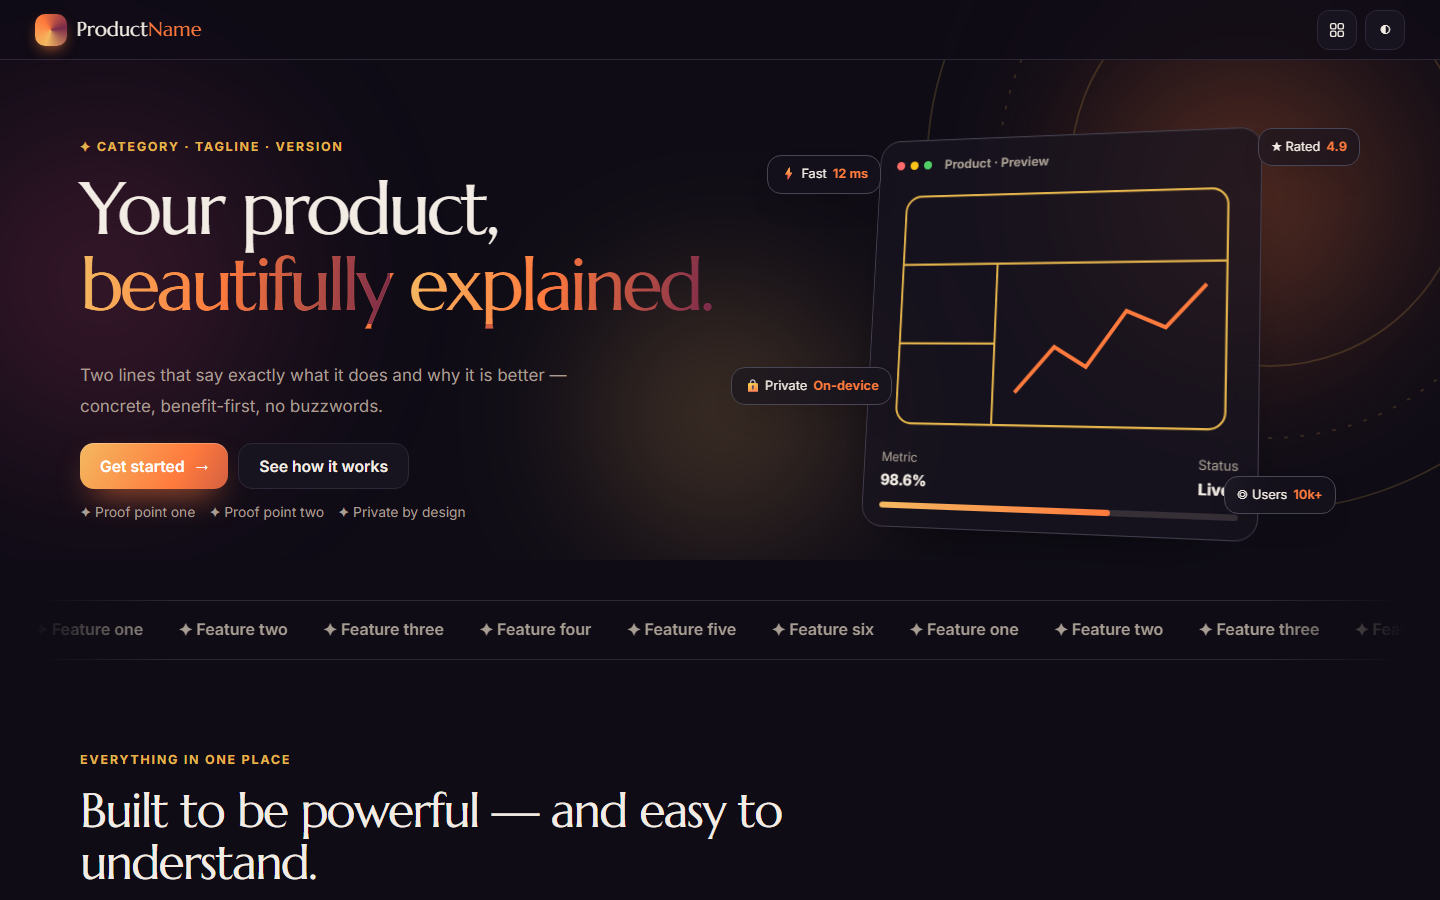 ProductName
✦ CATEGORY · TAGLINE · VERSION
Your product,
beautifully explained.
Two lines that say exactly what it does and why it is better —
concrete, benefit-first, no buzzwords.
Get started →
See how it works
✦ Proof point one ✦ Proof point two ✦ Private by design
Fast 12 ms
★ Rated 4.9
Product · Preview
Private On-device
Metric
98.6%
Status
Live
Users 10k+
✦ Feature one ✦ Feature two ✦ Feature three ✦ Feature four ✦ Feature five ✦ Feature six ✦ Feature one ✦ Feature two ✦ Feature three ✦ Fea
EVERYTHING IN ONE PLACE
Built to be powerful — and easy to
understand.